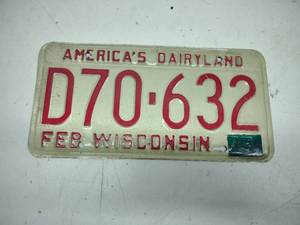 AMERICA'S DAIRYLAND
D70-632
FEB WISCONSIN